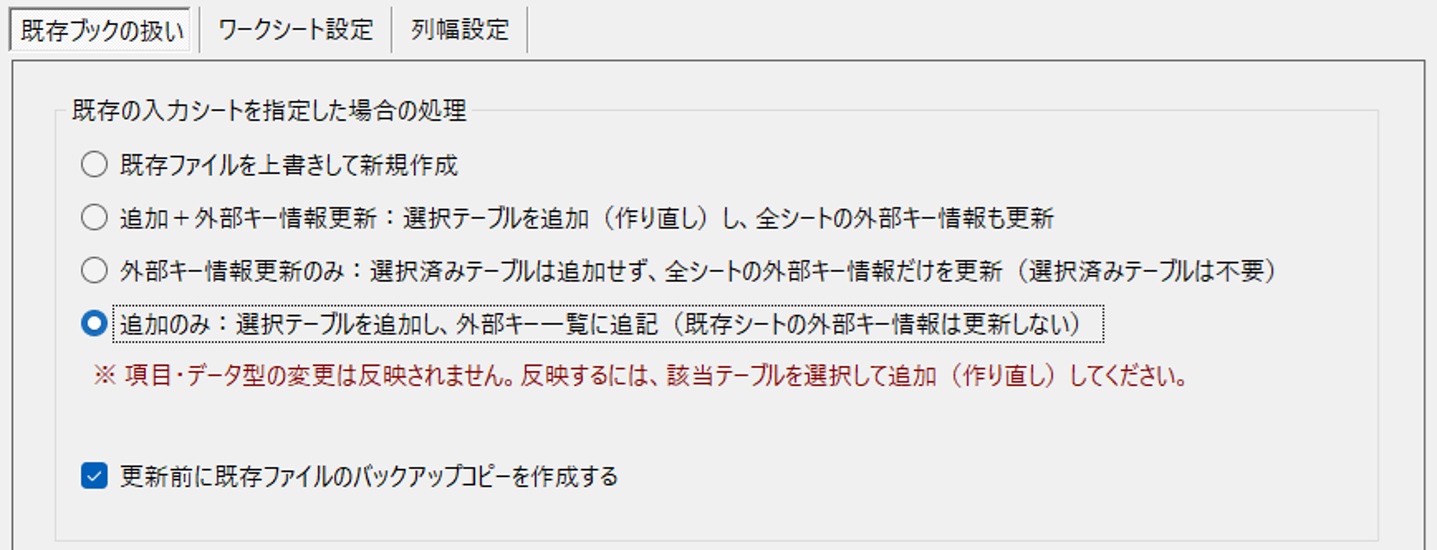 既存ブックの扱い ワークシート設定 列幅設定
既存の入力シートを指定した場合の処理
既存ファイルを上書きして新規作成
追加＋外部キー情報更新：選択テーブルを追加（作り直し）し、全シートの外部キー情報も更新
外部キー情報更新のみ：選択済みテーブルは追加せず、全シートの外部キー情報だけを更新（選択済みテーブルは不要）
追加のみ：選択テーブルを追加し、外部キー一覧に追記（既存シートの外部キー情報は更新しない）
※ 項目・データ型の変更は反映されません。反映するには、該当テーブルを選択して追加（作り直し）してください。
更新前に既存ファイルのバックアップコピーを作成する